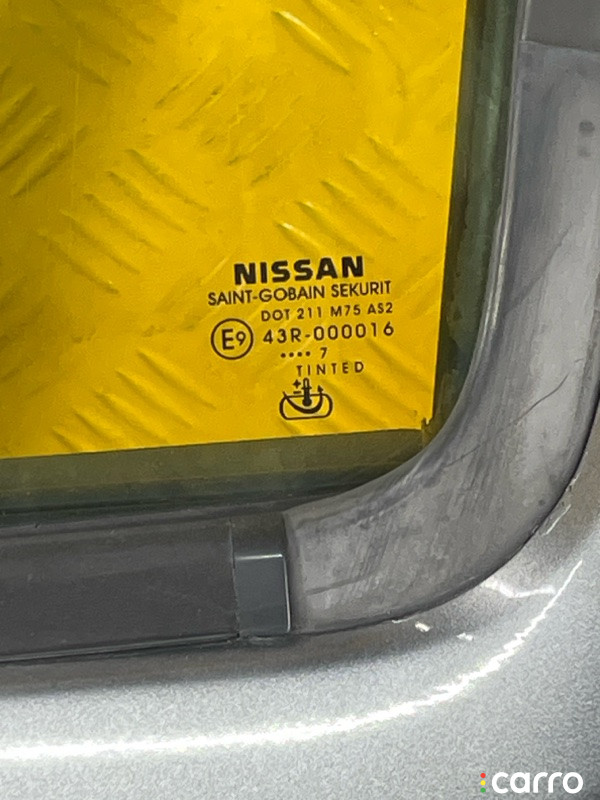 NISSAN
SAINT-GOBAIN SEKURIT
DOT 211 M75 AS2
E9 43R-000016
•••• 7
TINTED
carro